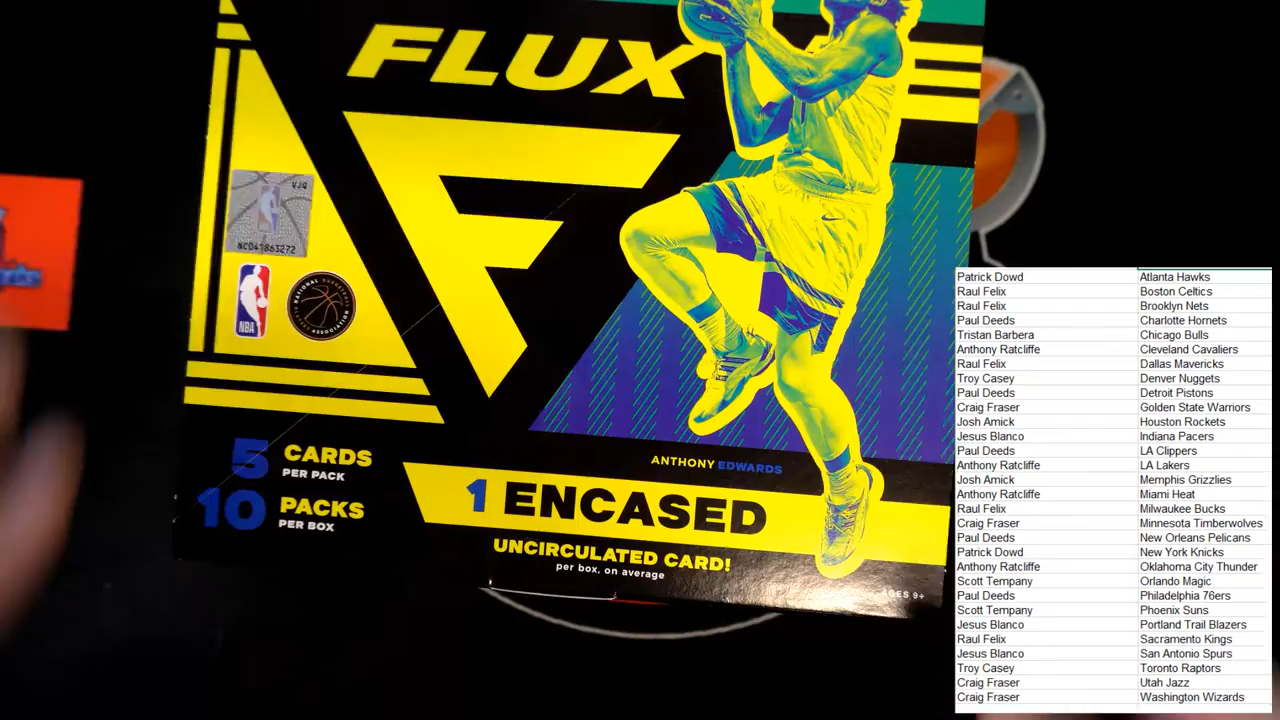 FLUX
F
VJQ
NBA
NATIONAL BASKETBALL ASSOCIATION
5 CARDS
PER PACK
10 PACKS
PER BOX
ANTHONY EDWARDS
1 ENCASED
UNCIRCULATED CARD!
per box, on average
AGES 9+
Patrick Dowd Atlanta Hawks
Raul Felix Boston Celtics
Raul Felix Brooklyn Nets
Paul Deeds Charlotte Hornets
Tristan Barbera Chicago Bulls
Anthony Ratcliffe Cleveland Cavaliers
Raul Felix Dallas Mavericks
Troy Casey Denver Nuggets
Paul Deeds Detroit Pistons
Craig Fraser Golden State Warriors
Josh Amick Houston Rockets
Jesus Blanco Indiana Pacers
Paul Deeds LA Clippers
Anthony Ratcliffe LA Lakers
Josh Amick Memphis Grizzlies
Anthony Ratcliffe Miami Heat
Raul Felix Milwaukee Bucks
Craig Fraser Minnesota Timberwolves
Paul Deeds New Orleans Pelicans
Patrick Dowd New York Knicks
Anthony Ratcliffe Oklahoma City Thunder
Scott Tempany Orlando Magic
Paul Deeds Philadelphia 76ers
Scott Tempany Phoenix Suns
Jesus Blanco Portland Trail Blazers
Raul Felix Sacramento Kings
Jesus Blanco San Antonio Spurs
Troy Casey Toronto Raptors
Craig Fraser Utah Jazz
Craig Fraser Washington Wizards